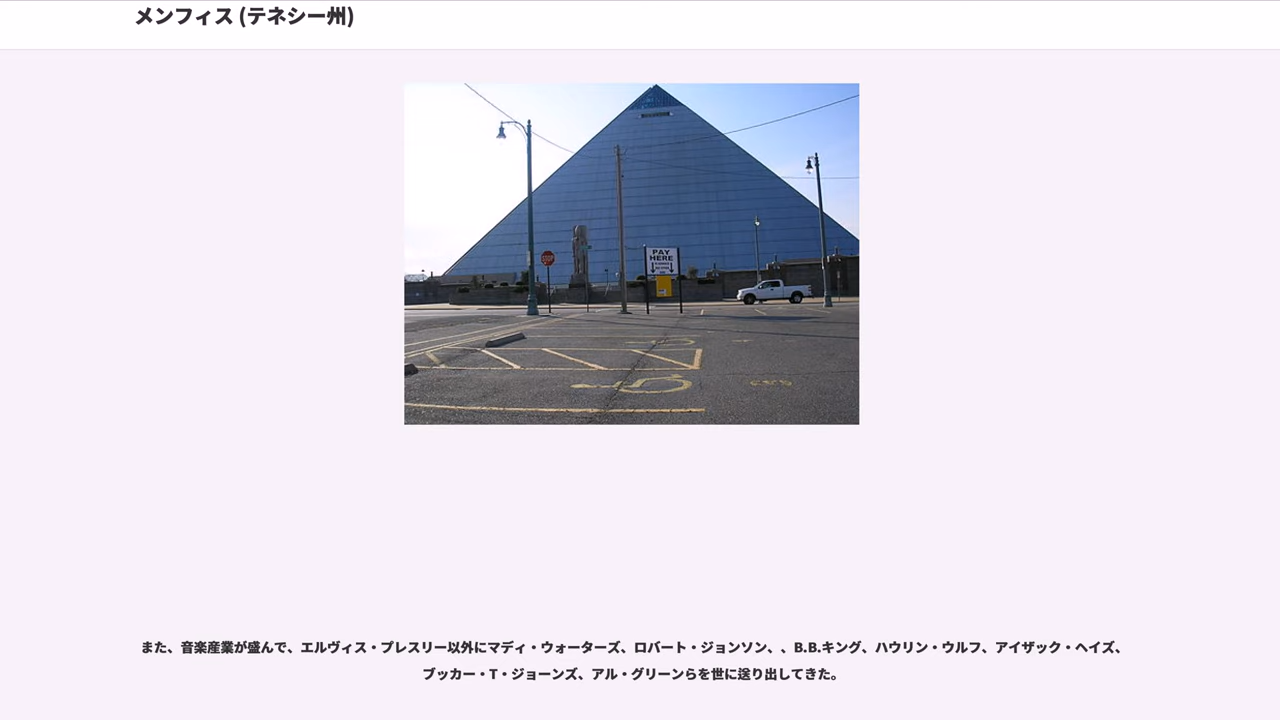 メンフィス (テネシー州)
STOP
PAY
HERE
また、音楽産業が盛んで、エルヴィス・プレスリー以外にマディ・ウォーターズ、ロバート・ジョンソン、、B.B.キング、ハウリン・ウルフ、アイザック・ヘイズ、
ブッカー・T・ジョーンズ、アル・グリーンらを世に送り出してきた。